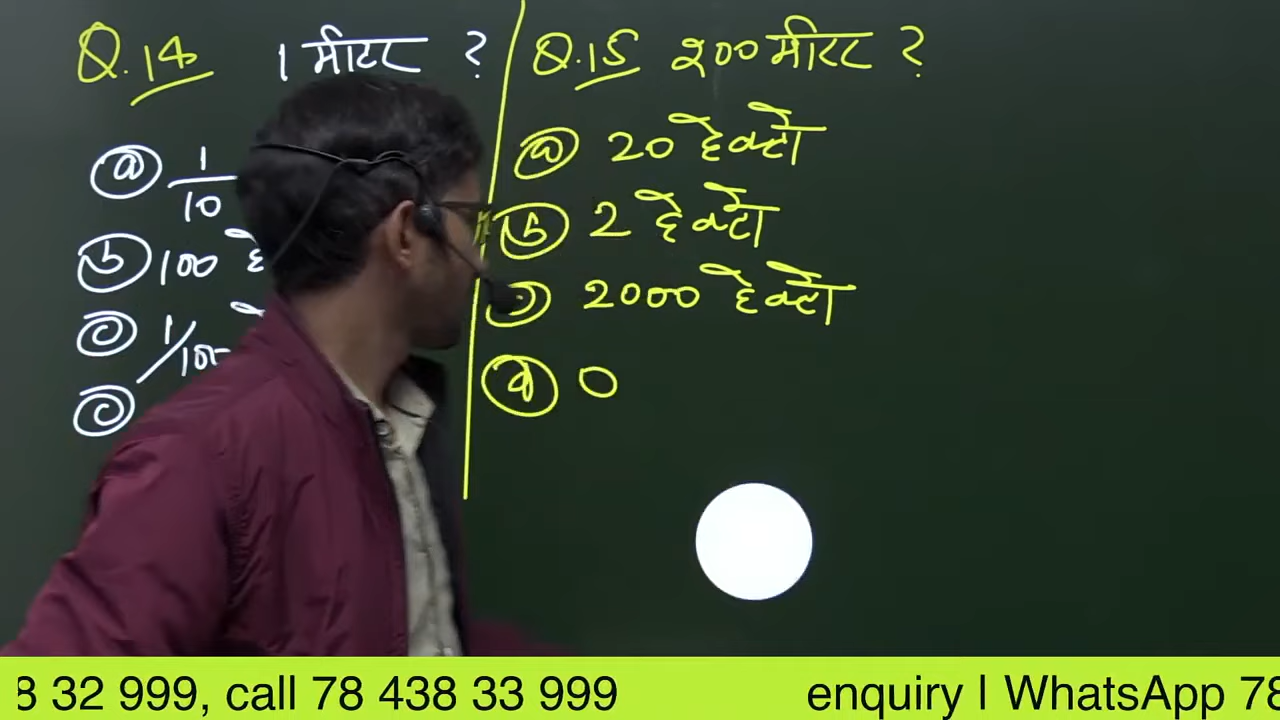 Q.14 1 मीटर ?
ⓐ 1/10
ⓑ 100 हे
ⓒ 1/100
ⓒ
Q.15 २00 मीटर ?
ⓐ 20 हेक्टो
ⓑ 2 हेक्टो
ⓒ 2000 हेक्टो
ⓓ 0
8 32 999, call 78 438 33 999 enquiry I WhatsApp 78